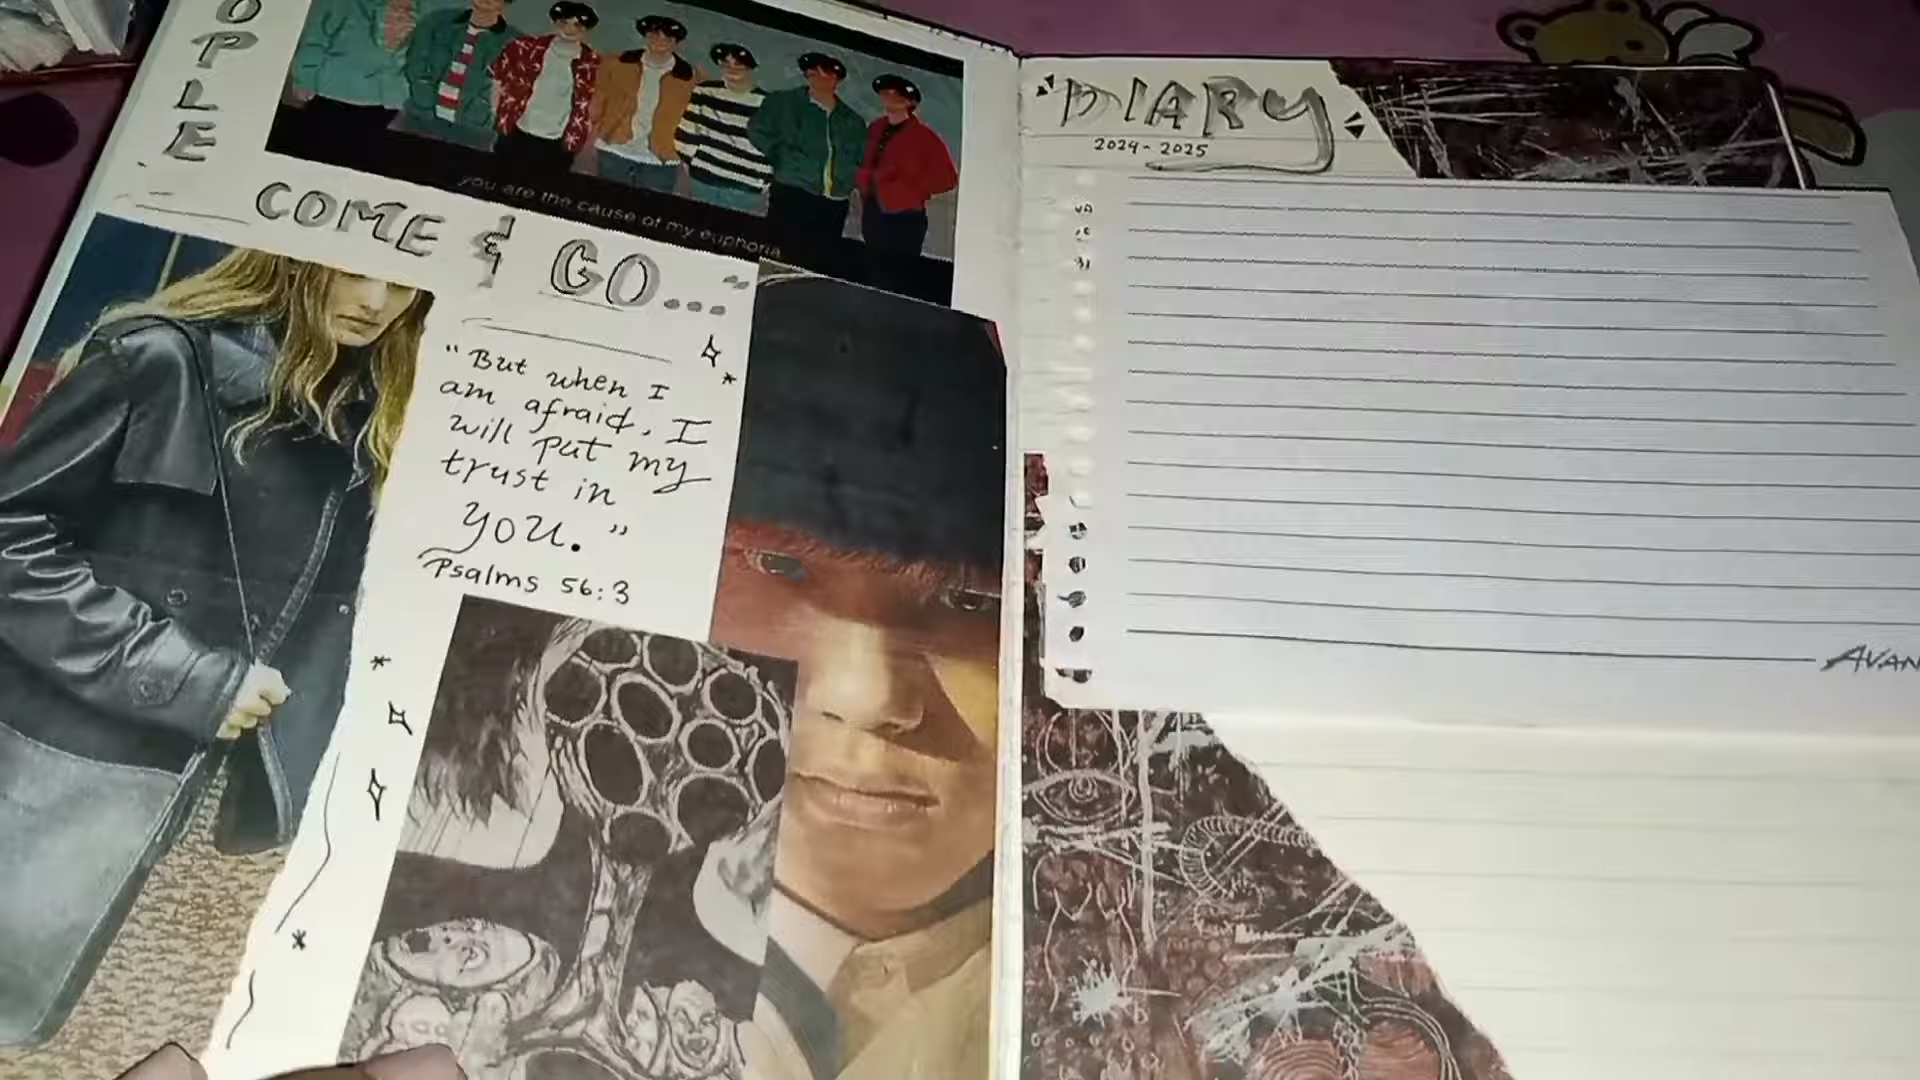 OPLE
COME & GO...
you are the cause of my euphoria
"But when I
am afraid, I
will put my
trust in
you."
Psalms 56:3
"DIARY"
2024-2025
AVAN